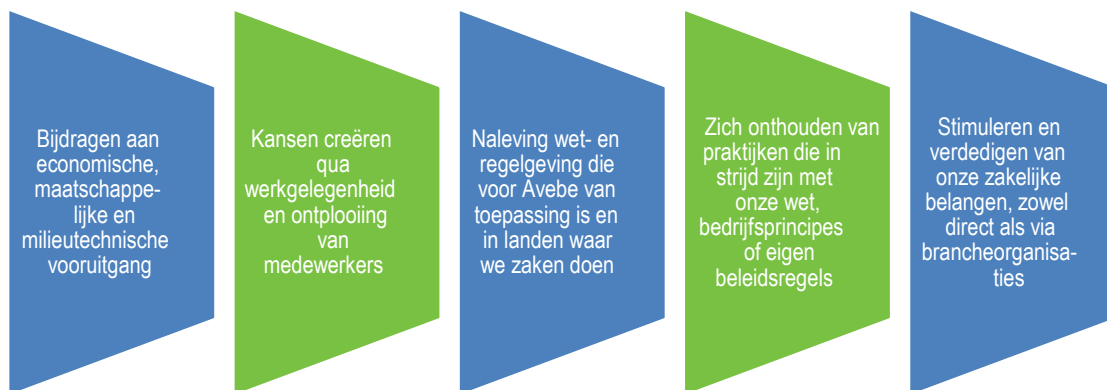 Bijdragen aan
economische,
maatschappe-
lijke en
milieutechnische
vooruitgang
Kansen creëren
qua
werkgelegenheid
en ontplooiing
van
medewerkers
Naleving wet- en
regelgeving die
voor Avebe van
toepassing is en
in landen waar
we zaken doen
Zich onthouden van
praktijken die in
strijd zijn met
onze wet,
bedrijfsprincipes
of eigen
beleidsregels
Stimuleren en
verdedigen van
onze zakelijke
belangen, zowel
direct als via
brancheorganisa-
ties